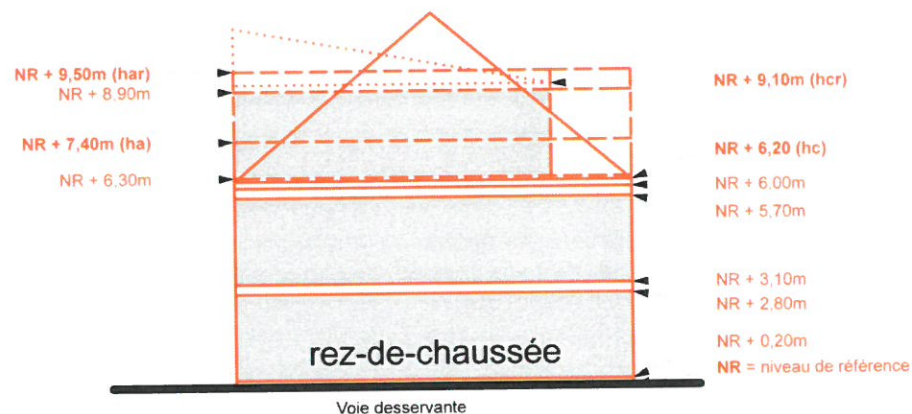 NR + 9,50m (har)
NR + 8,90m
NR + 7,40m (ha)
NR + 6,30m
NR + 9,10m (hcr)
NR + 6,20 (hc)
NR + 6,00m
NR + 5,70m
NR + 3,10m
NR + 2,80m
NR + 0,20m
NR = niveau de référence
rez-de-chaussée
Voie desservante